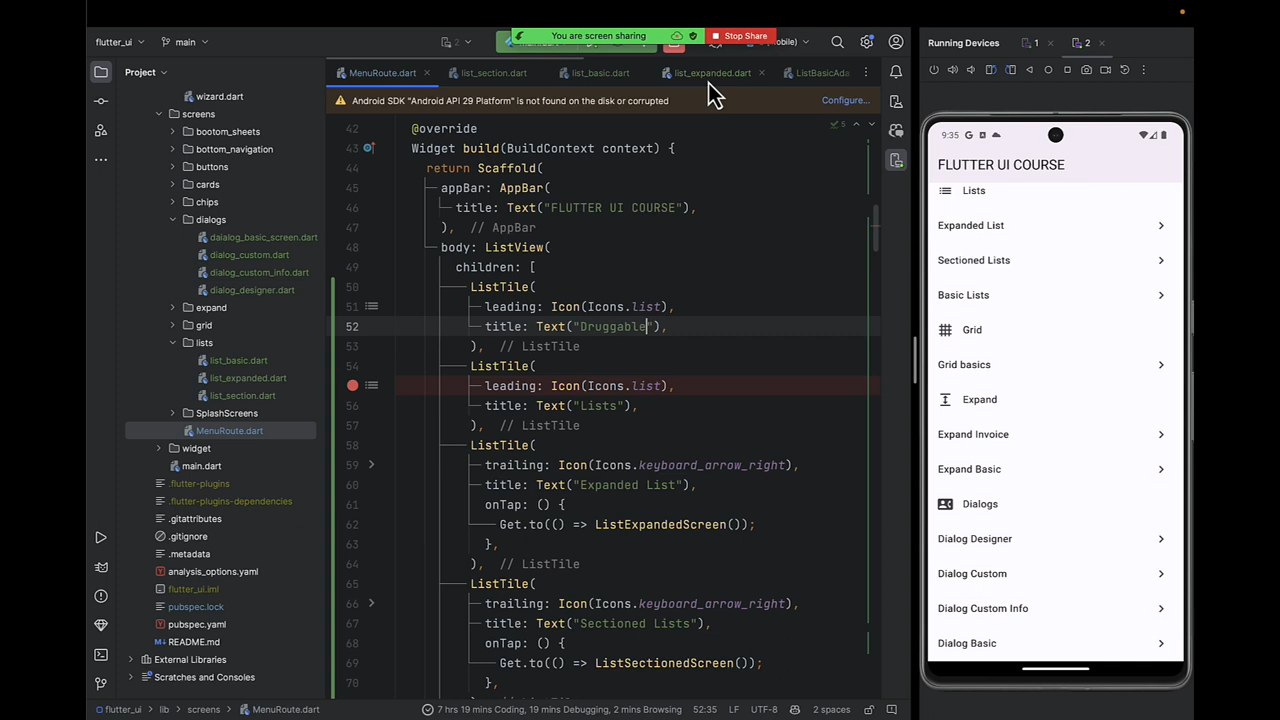 You are screen sharing
Stop Share
flutter_ui
main
2
Running Devices
1
2
Project
MenuRoute.dart
list_section.dart
list_basic.dart
list_expanded.dart
ListBasicAda
Android SDK "Android API 29 Platform" is not found on the disk or corrupted
Configure...
wizard.dart
screens
bootom_sheets
bottom_navigation
buttons
cards
chips
dialogs
daialog_basic_screen.dart
dialog_custom.dart
dialog_custom_info.dart
dialog_designer.dart
expand
grid
lists
list_basic.dart
list_expanded.dart
list_section.dart
SplashScreens
MenuRoute.dart
widget
main.dart
.flutter-plugins
.flutter-plugins-dependencies
.gitattributes
.gitignore
.metadata
analysis_options.yaml
flutter_ui.iml
pubspec.lock
pubspec.yaml
README.md
External Libraries
Scratches and Consoles
5
42 @override
43 Widget build(BuildContext context) {
44 return Scaffold(
45 appBar: AppBar(
46 title: Text("FLUTTER UI COURSE"),
47 ), // AppBar
48 body: ListView(
49 children: [
50 ListTile(
51 leading: Icon(Icons.list),
52 title: Text("Druggable"),
53 ), // ListTile
54 ListTile(
leading: Icon(Icons.list),
56 title: Text("Lists"),
57 ), // ListTile
58 ListTile(
59 trailing: Icon(Icons.keyboard_arrow_right),
60 title: Text("Expanded List"),
61 onTap: () {
62 Get.to(() => ListExpandedScreen());
63 },
64 ), // ListTile
65 ListTile(
66 trailing: Icon(Icons.keyboard_arrow_right),
67 title: Text("Sectioned Lists"),
68 onTap: () {
69 Get.to(() => ListSectionedScreen());
70 },
9:35
FLUTTER UI COURSE
Lists
Expanded List
Sectioned Lists
Basic Lists
Grid
Grid basics
Expand
Expand Invoice
Expand Basic
Dialogs
Dialog Designer
Dialog Custom
Dialog Custom Info
Dialog Basic
flutter_ui > lib > screens > MenuRoute.dart
7 hrs 19 mins Coding, 19 mins Debugging, 2 mins Browsing
52:35 LF UTF-8 2 spaces